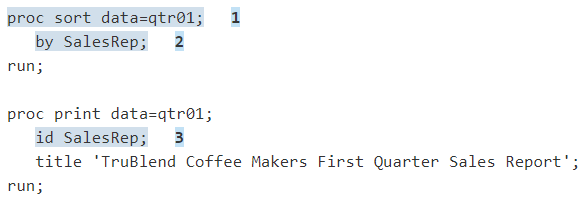 proc sort data=qtr01; 1
by SalesRep; 2
run;
proc print data=qtr01;
id SalesRep; 3
title 'TruBlend Coffee Makers First Quarter Sales Report';
run;